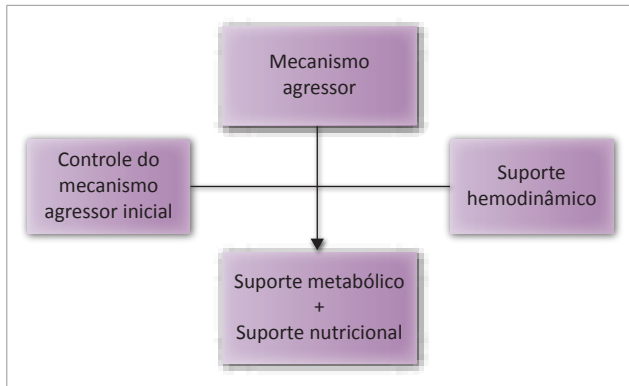 Mecanismo
agressor
Controle do
mecanismo
agressor inicial
Suporte
hemodinâmico
Suporte metabólico
+
Suporte nutricional